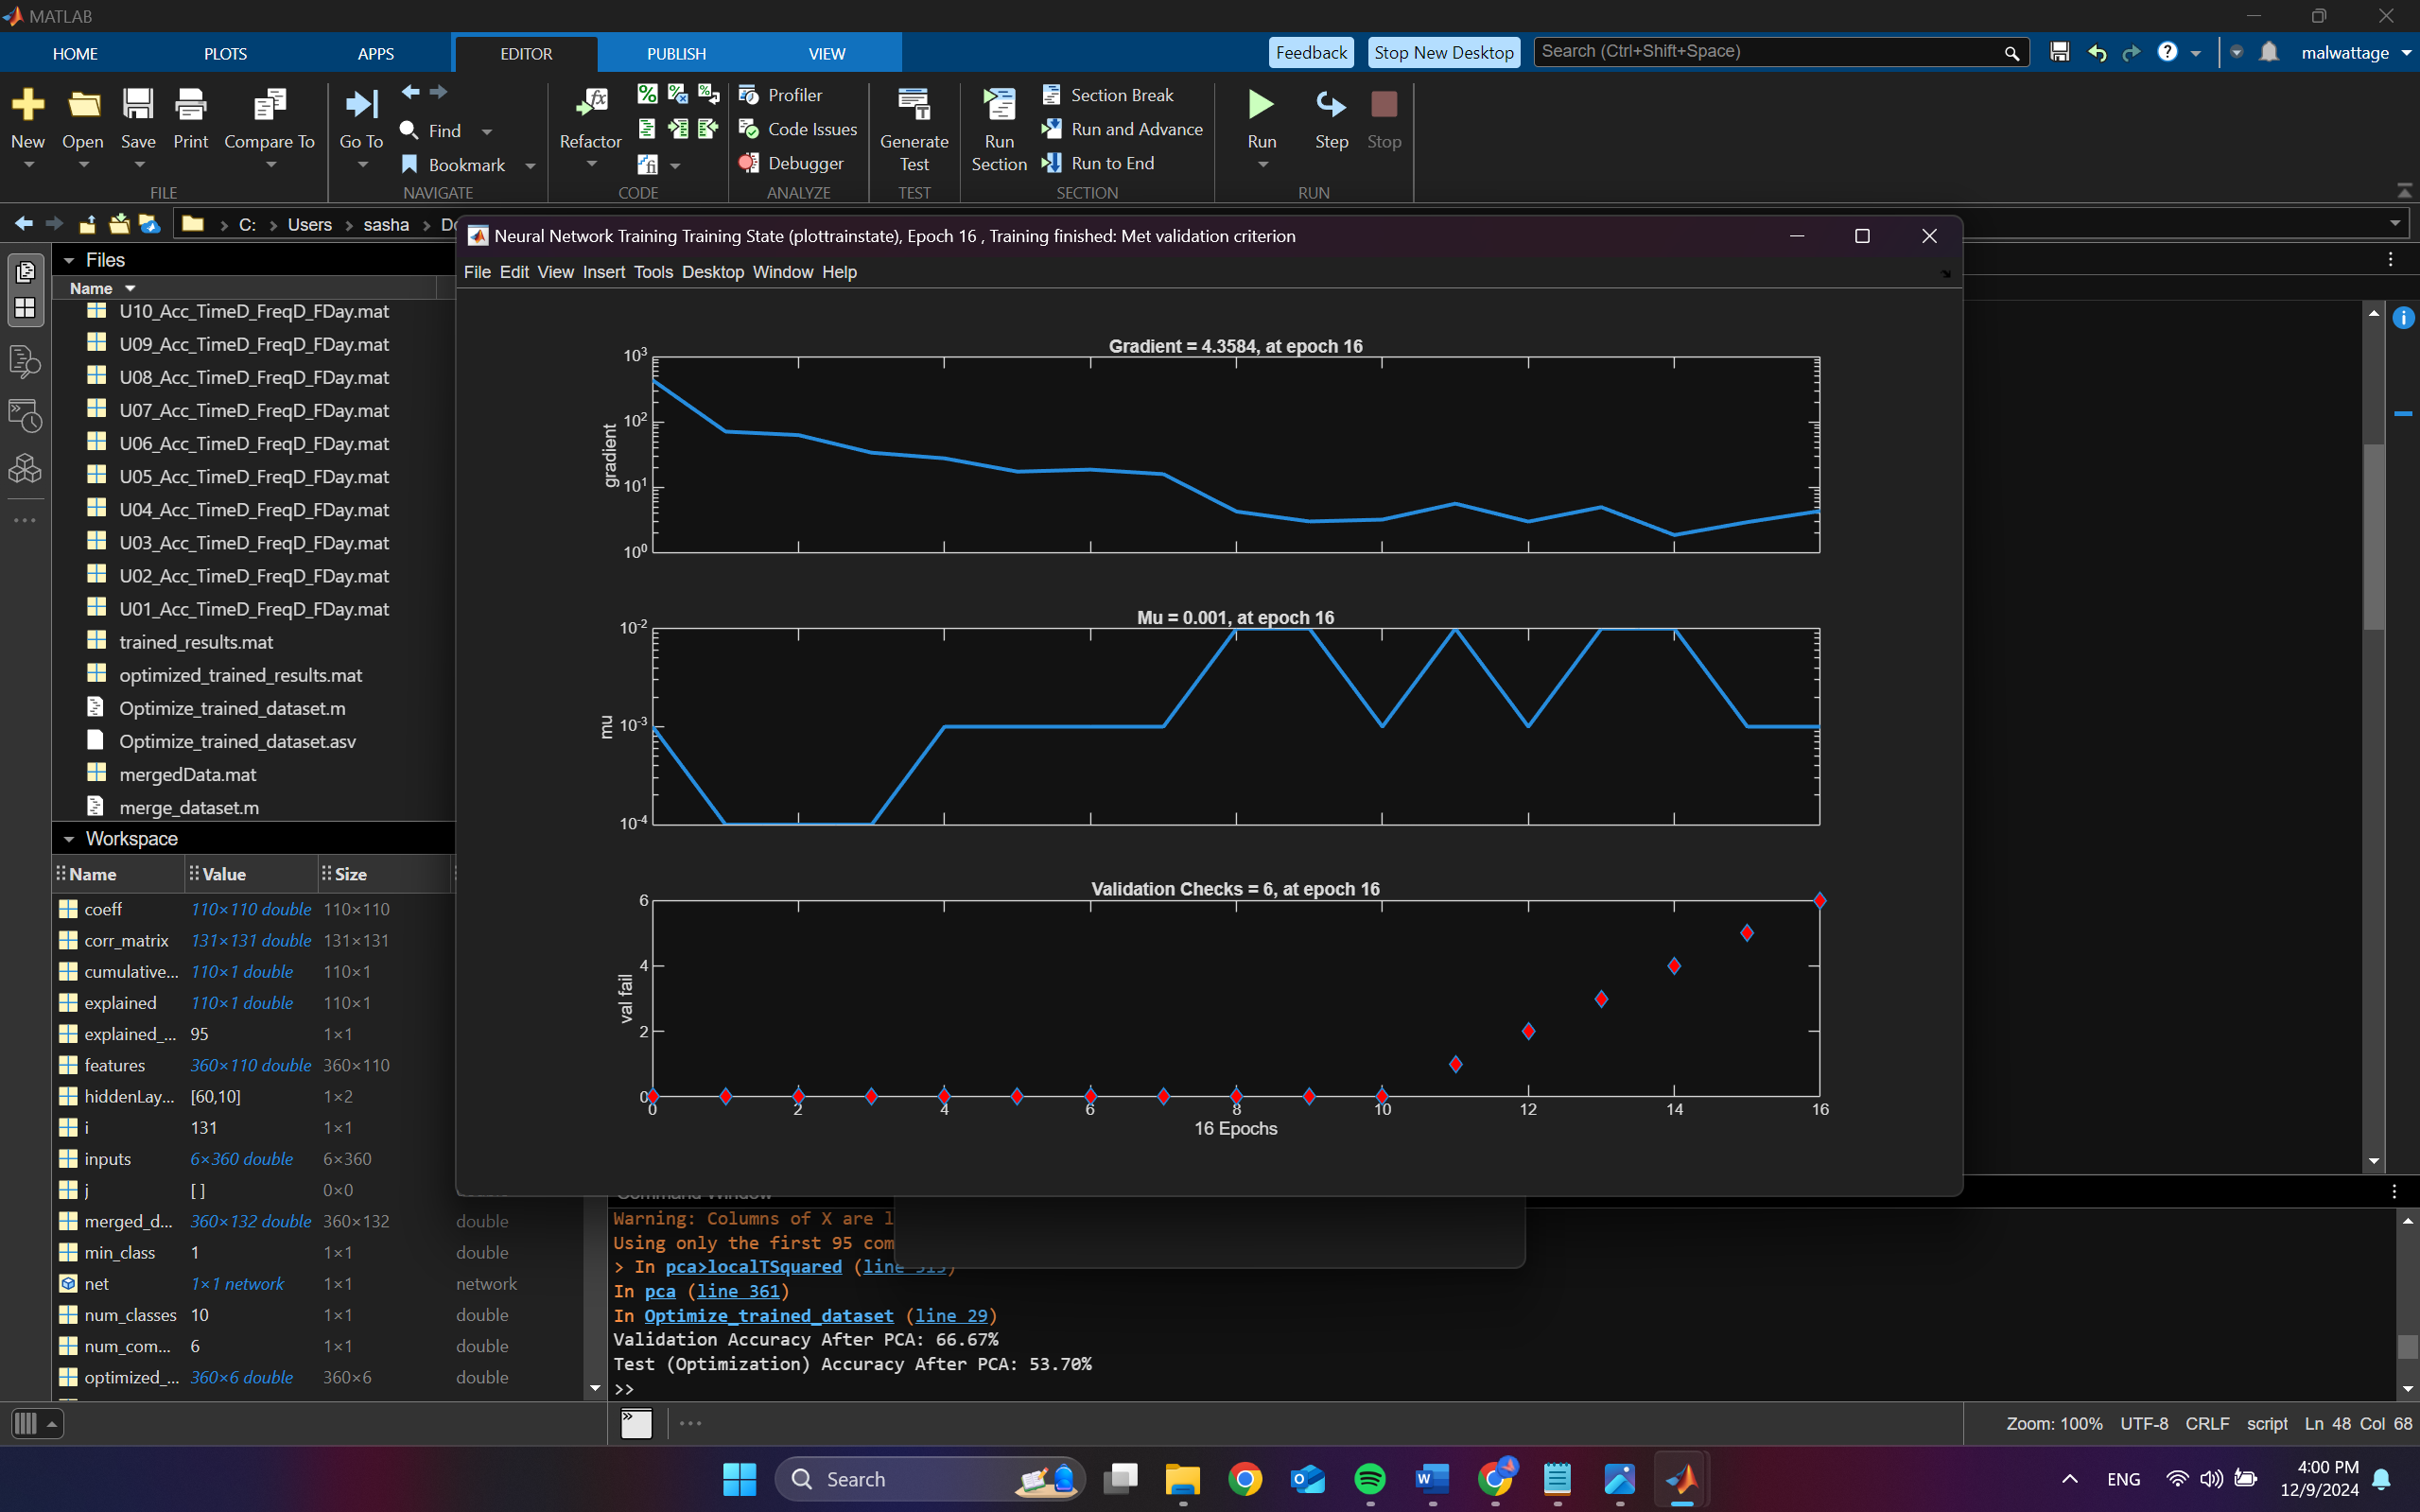 MATLAB
HOME PLOTS APPS EDITOR PUBLISH VIEW
Feedback Stop New Desktop Search (Ctrl+Shift+Space) malwattage
New Open Save Print Compare To
Go To Find Bookmark
Refactor
Profiler
Code Issues
Debugger
Generate Test
Run Section
Section Break
Run and Advance
Run to End
Run Step Stop
FILE NAVIGATE CODE ANALYZE TEST SECTION RUN
C: > Users > sasha >
Neural Network Training Training State (plottrainstate), Epoch 16 , Training finished: Met validation criterion
File Edit View Insert Tools Desktop Window Help
Files
Name
U10_Acc_TimeD_FreqD_FDay.mat
U09_Acc_TimeD_FreqD_FDay.mat
U08_Acc_TimeD_FreqD_FDay.mat
U07_Acc_TimeD_FreqD_FDay.mat
U06_Acc_TimeD_FreqD_FDay.mat
U05_Acc_TimeD_FreqD_FDay.mat
U04_Acc_TimeD_FreqD_FDay.mat
U03_Acc_TimeD_FreqD_FDay.mat
U02_Acc_TimeD_FreqD_FDay.mat
U01_Acc_TimeD_FreqD_FDay.mat
trained_results.mat
optimized_trained_results.mat
Optimize_trained_dataset.m
Optimize_trained_dataset.asv
mergedData.mat
merge_dataset.m
Workspace
Name Value Size
coeff 110×110 double 110×110
corr_matrix 131×131 double 131×131
cumulative... 110×1 double 110×1
explained 110×1 double 110×1
explained_... 95 1×1
features 360×110 double 360×110
hiddenLay... [60,10] 1×2
i 131 1×1
inputs 6×360 double 6×360
j [ ] 0×0
merged_d... 360×132 double 360×132 double
min_class 1 1×1 double
net 1×1 network 1×1 network
num_classes 10 1×1 double
num_com... 6 1×1 double
optimized_... 360×6 double 360×6 double
Gradient = 4.3584, at epoch 16
gradient
10³
10²
10¹
10⁰
Mu = 0.001, at epoch 16
mu
10⁻²
10⁻³
10⁻⁴
Validation Checks = 6, at epoch 16
val fail
6
4
2
0
0 2 4 6 8 10 12 14 16
16 Epochs
Warning: Columns of X are
Using only the first 95
> In pca>localTSquared (line
In pca (line 361)
In Optimize_trained_dataset (line 29)
Validation Accuracy After PCA: 66.67%
Test (Optimization) Accuracy After PCA: 53.70%
>>
Zoom: 100% UTF-8 CRLF script Ln 48 Col 68
Search
ENG
4:00 PM
12/9/2024